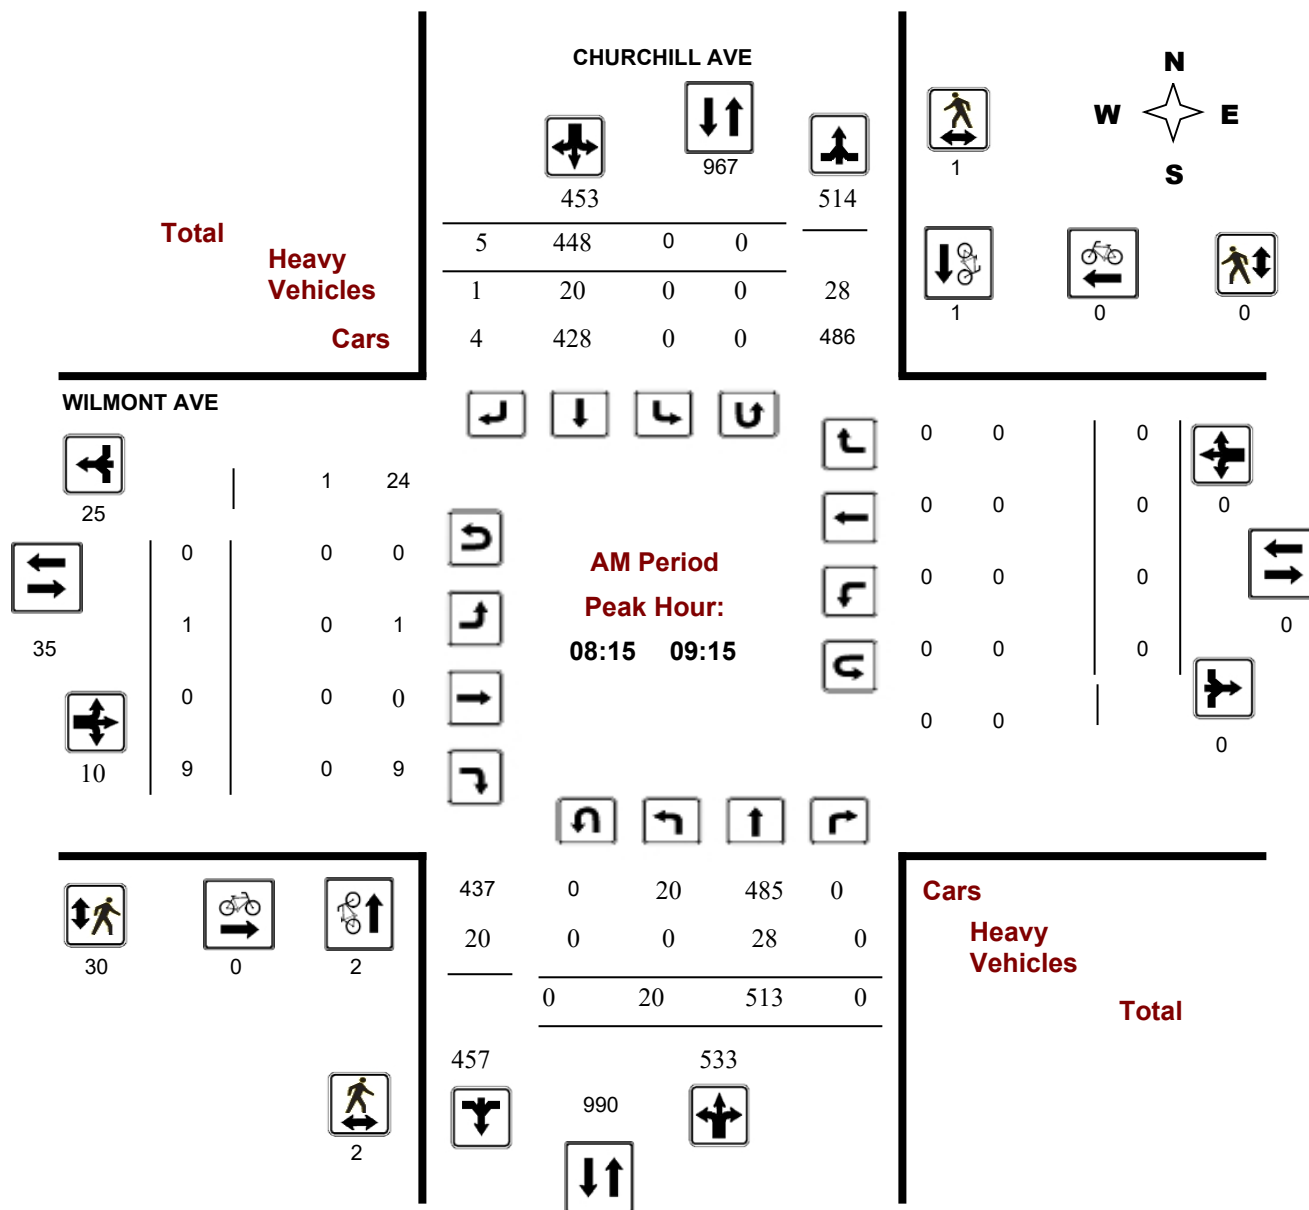 CHURCHILL AVE
N
W E
S
967
1
453 514
Total
5 448 0 0
Heavy
Vehicles
1 20 0 0 28
1 0 0
Cars
4 428 0 0 486
WILMONT AVE
0 0 0
1 24
25
0 0 0 0
0 0 0
AM Period
0 0 0
Peak Hour:
1 0 1
0
35
08:15 09:15
0 0 0
0 0 0
0 0
0
10
9 0 9
437 0 20 485 0
Cars
20 0 0 28 0
Heavy
Vehicles
30 0 2
0 20 513 0
Total
457 533
990
2